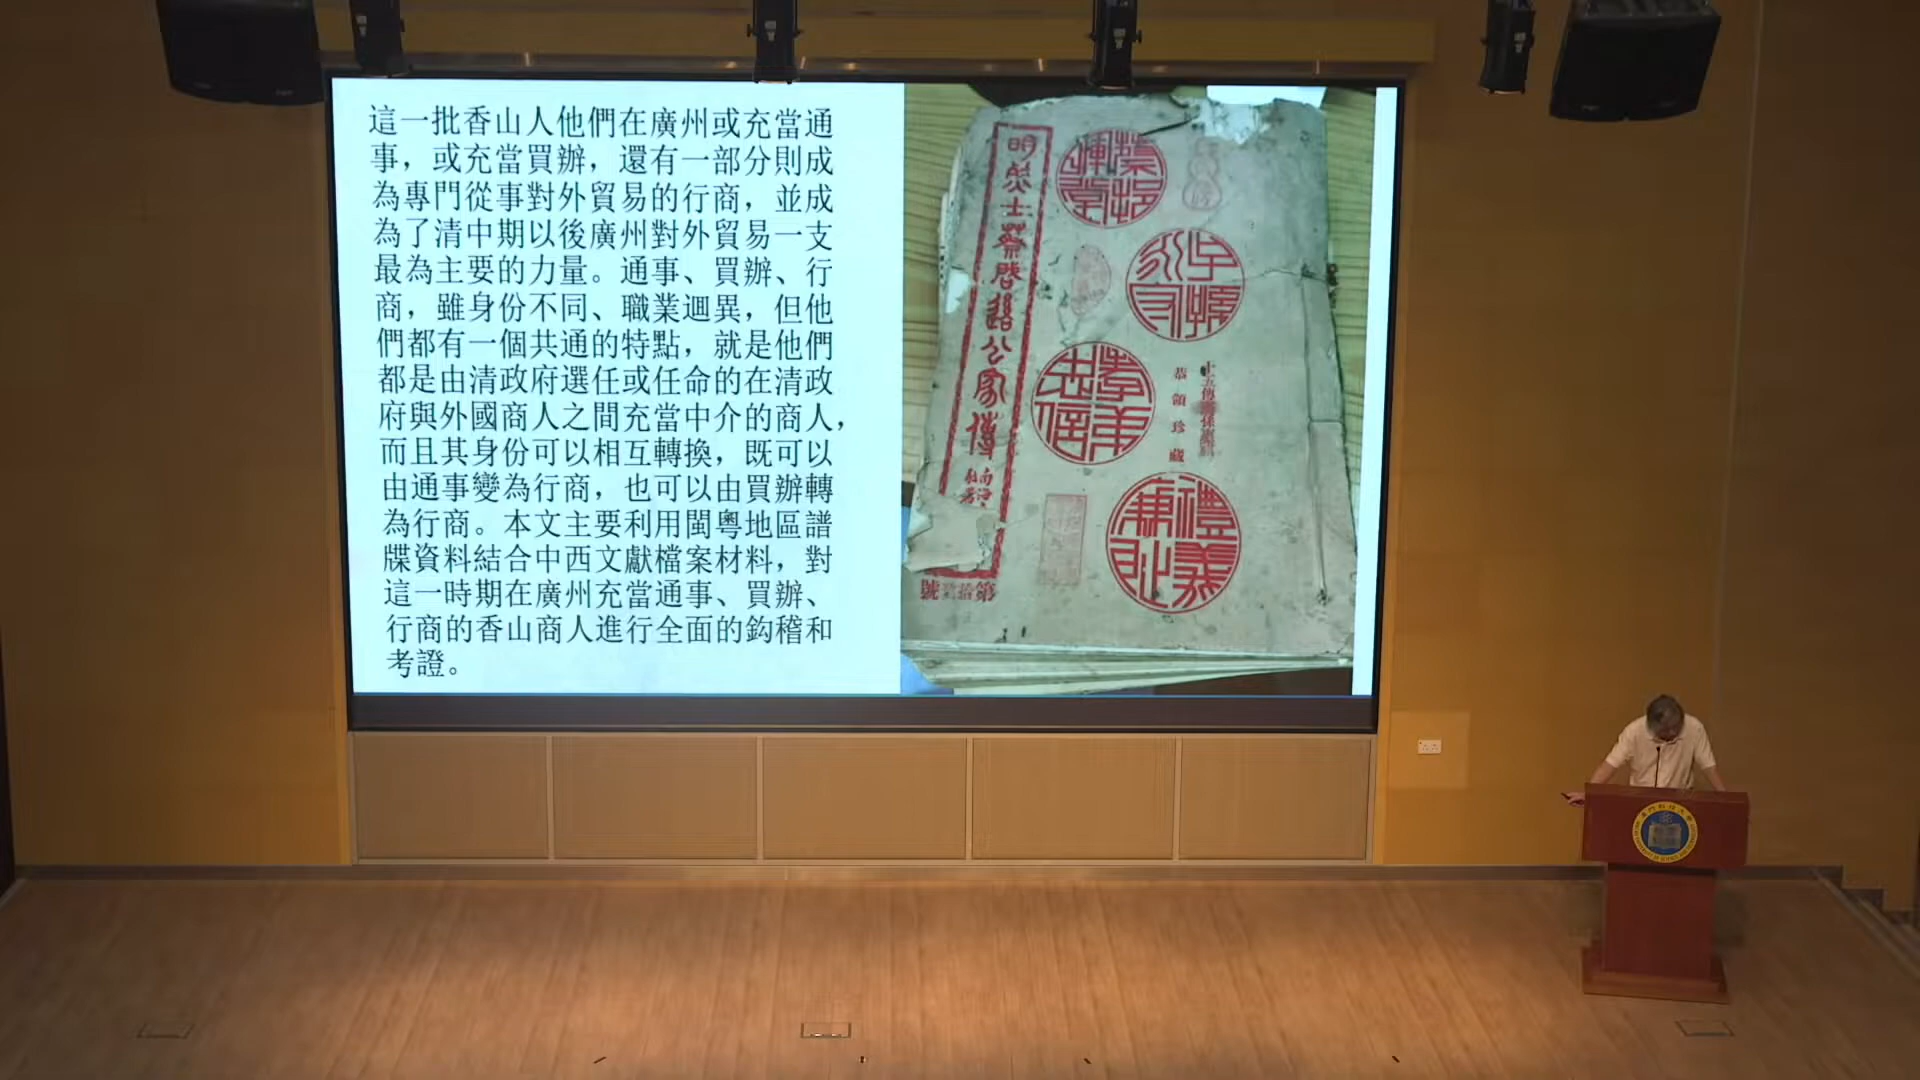 這一批香山人他們在廣州或充當通
事，或充當買辦，還有一部分則成
為專門從事對外貿易的行商，並成
為了清中期以後廣州對外貿易一支
最為主要的力量。通事、買辦、行
商，雖身份不同、職業迥異，但他
們都有一個共通的特點，就是他們
都是由清政府選任或任命的在清政
府與外國商人之間充當中介的商人，
而且其身份可以相互轉換，既可以
由通事變為行商，也可以由買辦轉
為行商。本文主要利用閩粵地區譜
牒資料結合中西文獻檔案材料，對
這一時期在廣州充當通事、買辦、
行商的香山商人進行全面的鈎稽和
考證。
恭領珍藏
孝弟忠信
禮義廉恥
公家傳
第
號